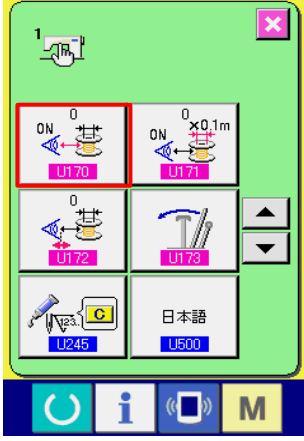 1
0
ON
U170
0
×0.1m
ON
U171
0
U172
U173
123..
C
U245
日本語
U500
i
M